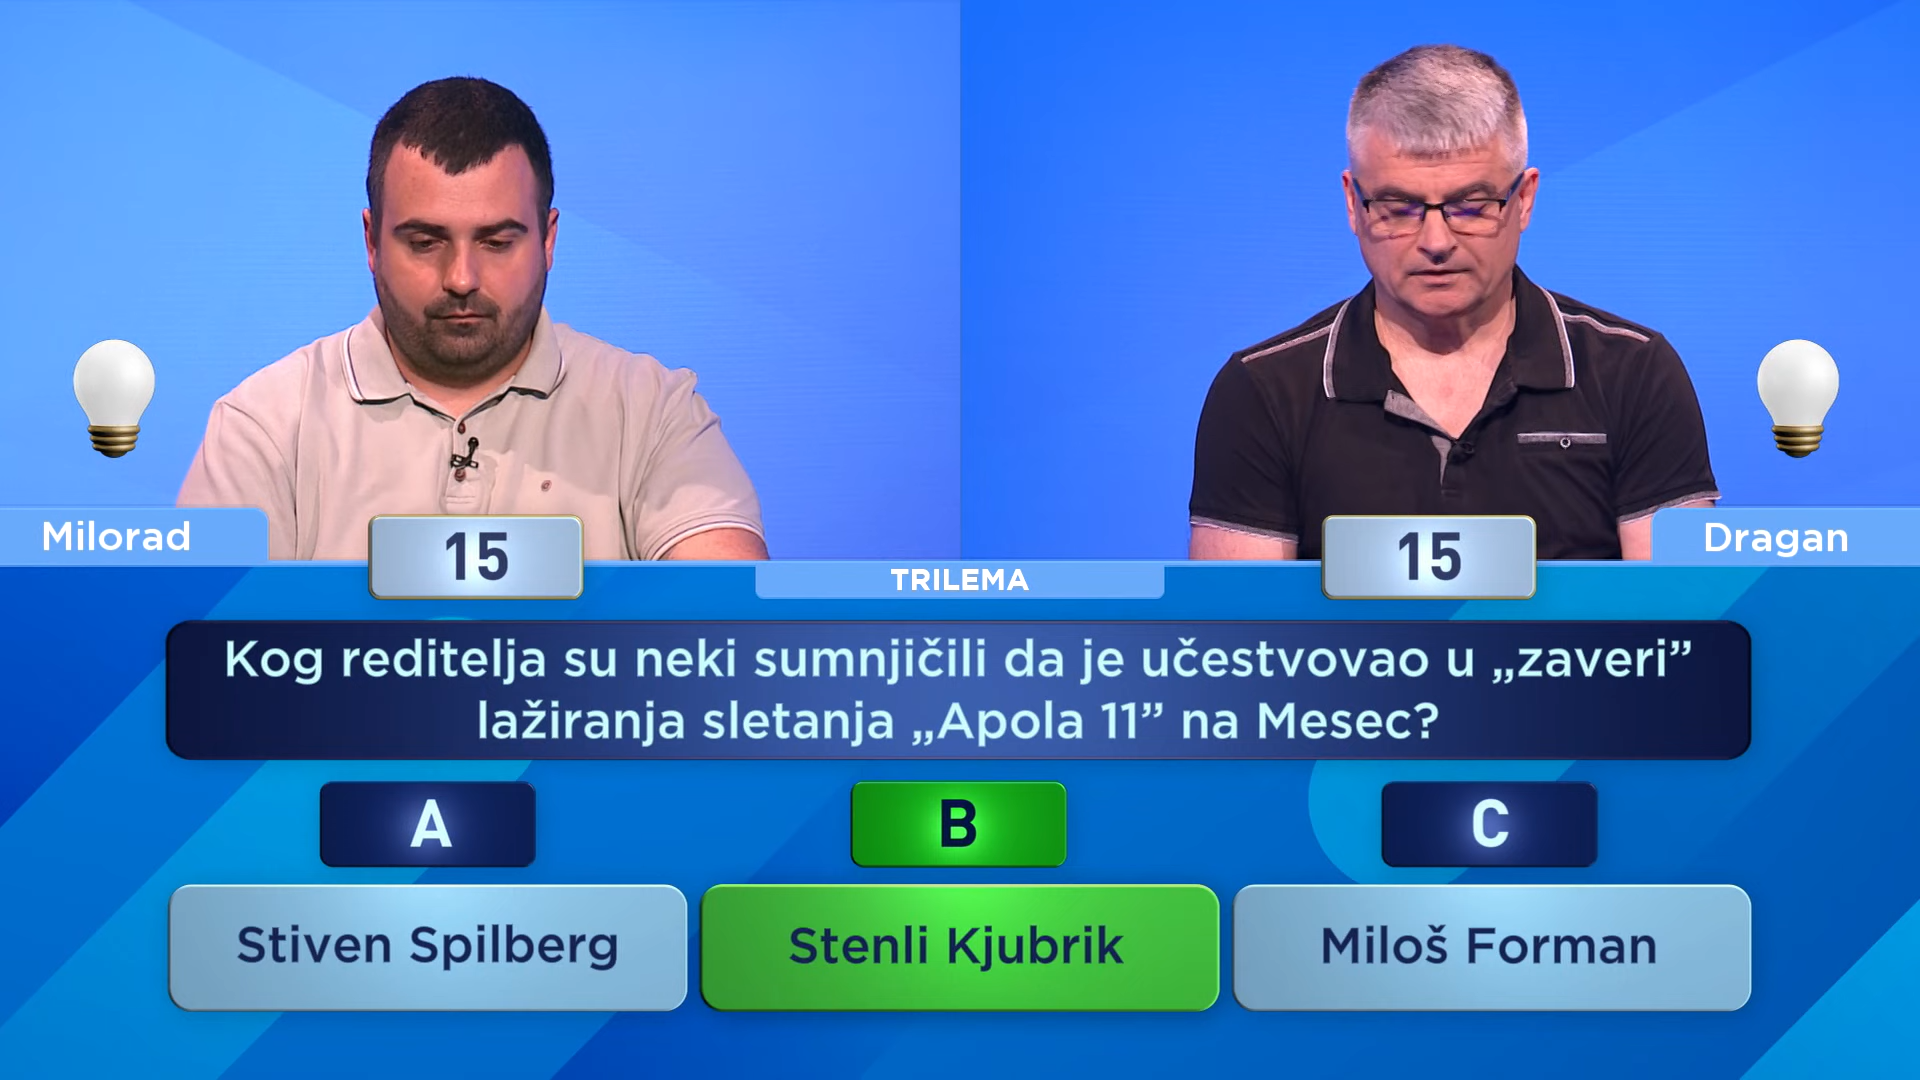 Milorad
15
TRILEMA
15
Dragan
Kog reditelja su neki sumnjičili da je učestvovao u „zaveri”
lažiranja sletanja „Apola 11” na Mesec?
A
B
C
Stiven Spilberg
Stenli Kjubrik
Miloš Forman